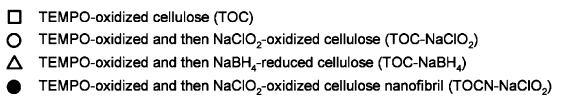 TEMPO-oxidized cellulose (TOC)
TEMPO-oxidized and then NaClO₂-oxidized cellulose (TOC-NaClO₂)
TEMPO-oxidized and then NaBH₄-reduced cellulose (TOC-NaBH₄)
TEMPO-oxidized and then NaClO₂-oxidized cellulose nanofibril (TOCN-NaClO₂)